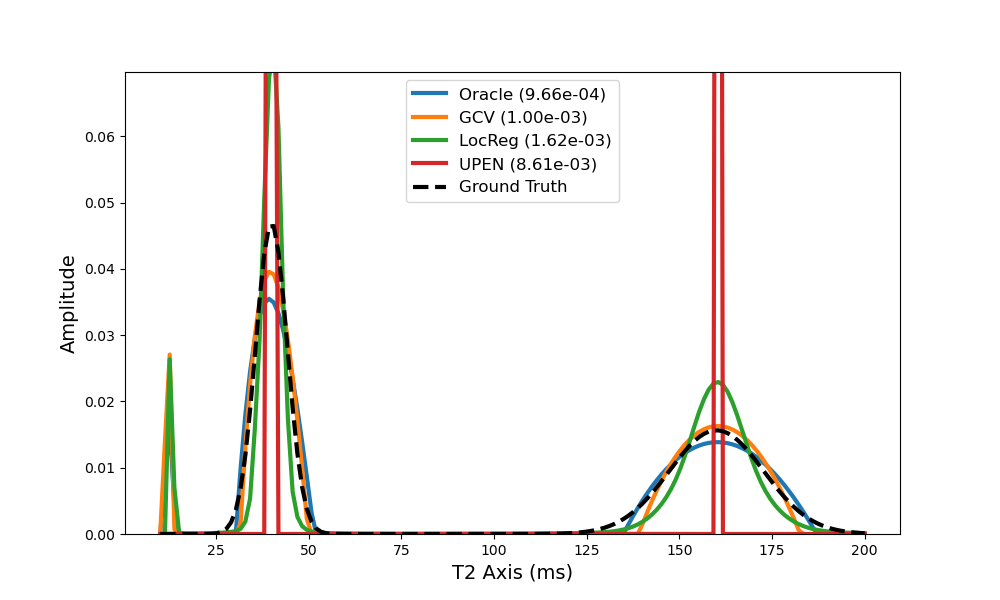 Oracle (9.66e-04)
GCV (1.00e-03)
LocReg (1.62e-03)
UPEN (8.61e-03)
Ground Truth
Amplitude
0.06
0.05
0.04
0.03
0.02
0.01
0.00
25 50 75 100 125 150 175 200
T2 Axis (ms)